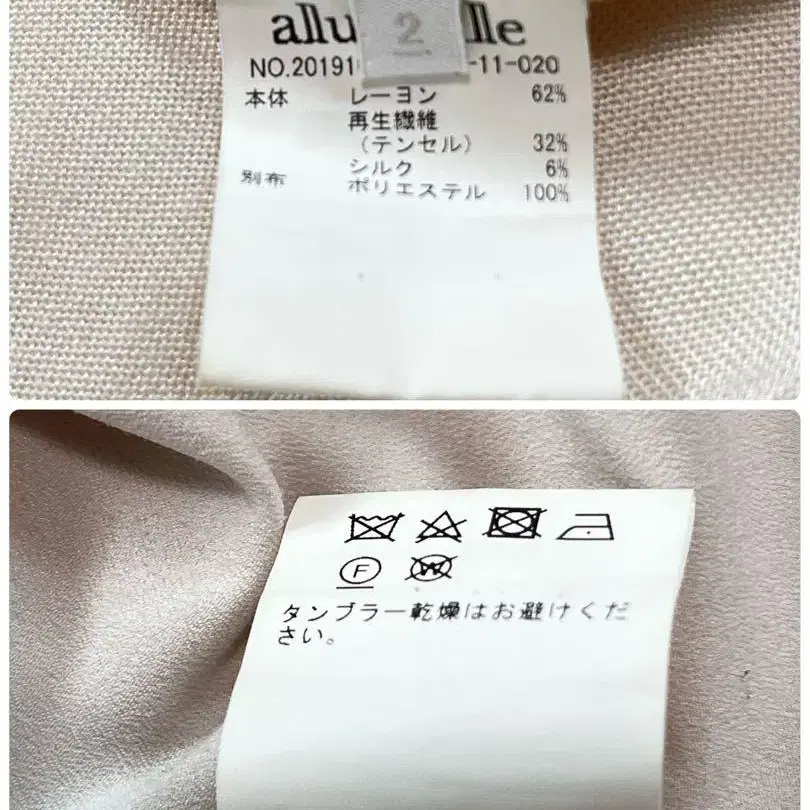 allu lle
2
NO.20191 -11-020
本体 レーヨン 62%
再生繊維
(テンセル) 32%
シルク 6%
別布 ポリエステル 100%
F W
タンブラー乾燥はお避けくだ
さい。